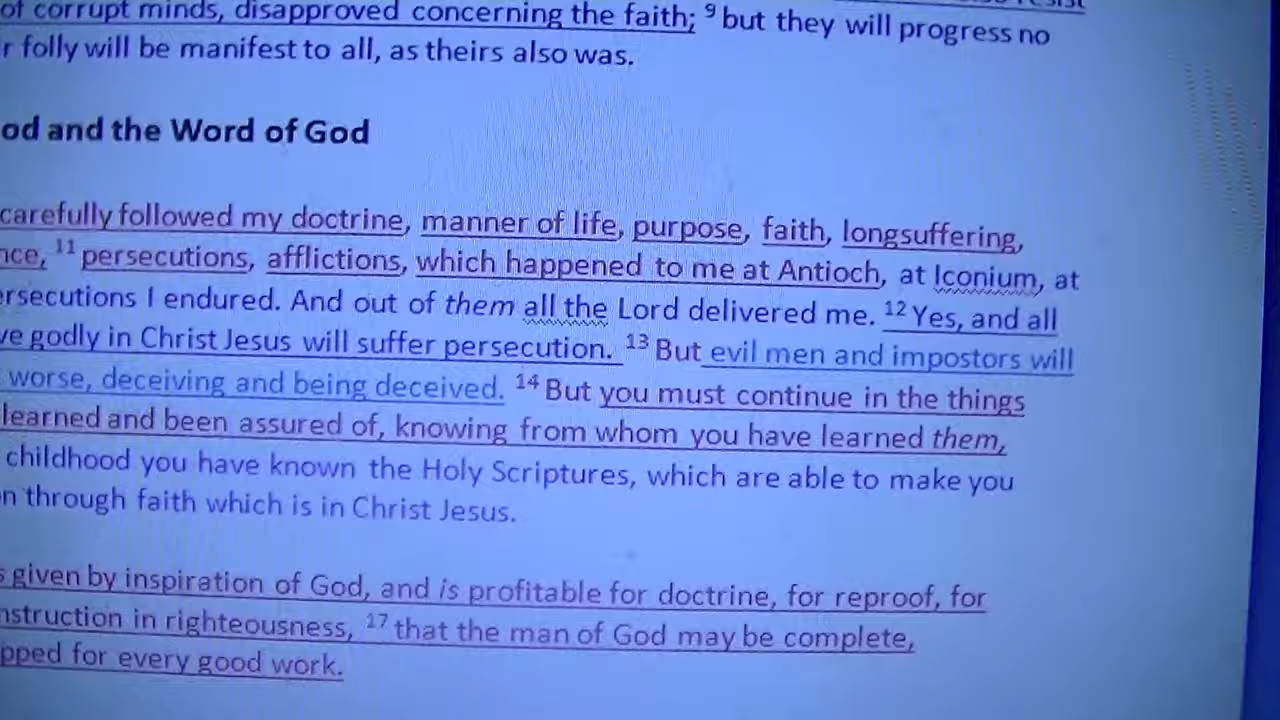 of corrupt minds, disapproved concerning the faith; 9 but they will progress no
r folly will be manifest to all, as theirs also was.
od and the Word of God
carefully followed my doctrine, manner of life, purpose, faith, longsuffering,
nce, 11 persecutions, afflictions, which happened to me at Antioch, at Iconium, at
ersecutions I endured. And out of them all the Lord delivered me. 12 Yes, and all
ve godly in Christ Jesus will suffer persecution. 13 But evil men and impostors will
worse, deceiving and being deceived. 14 But you must continue in the things
learned and been assured of, knowing from whom you have learned them,
childhood you have known the Holy Scriptures, which are able to make you
n through faith which is in Christ Jesus.
s given by inspiration of God, and is profitable for doctrine, for reproof, for
nstruction in righteousness, 17 that the man of God may be complete,
pped for every good work.